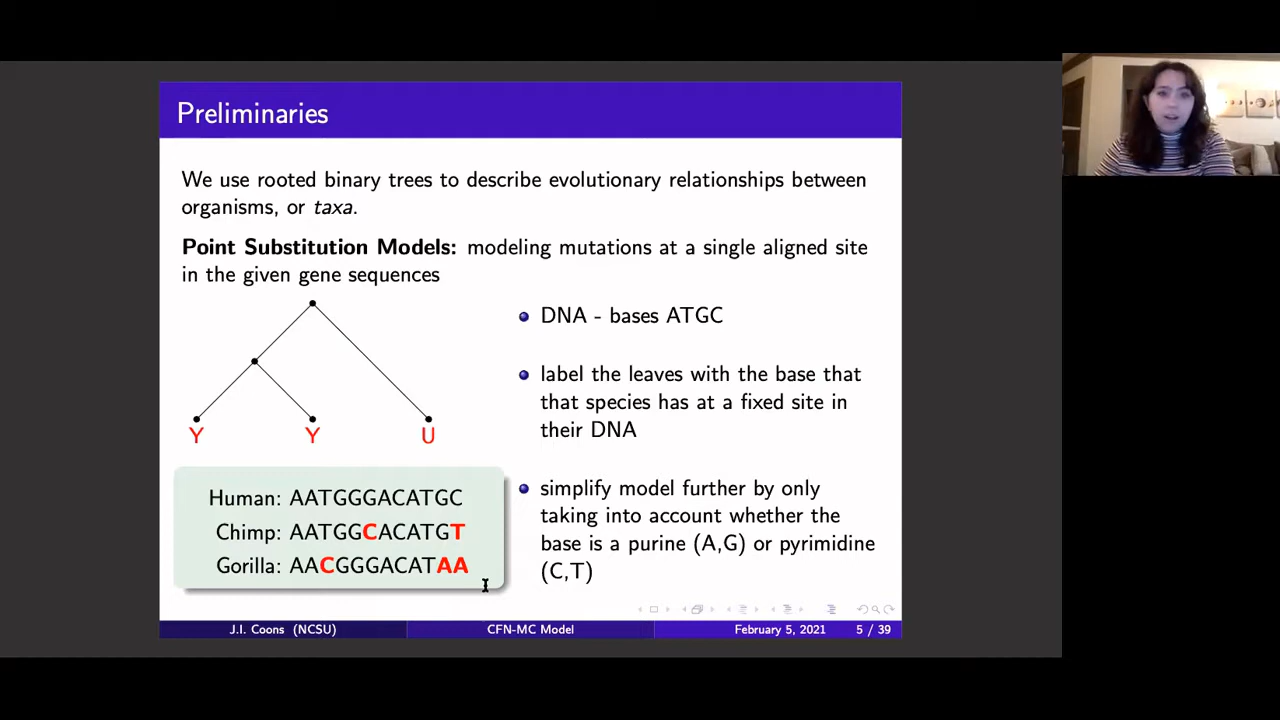 Preliminaries
We use rooted binary trees to describe evolutionary relationships between
organisms, or taxa.
Point Substitution Models: modeling mutations at a single aligned site
in the given gene sequences
Y Y U
Human: AATGGGACATGC
Chimp: AATGGCACATGT
Gorilla: AACGGGACATAA
DNA - bases ATGC
label the leaves with the base that
that species has at a fixed site in
their DNA
simplify model further by only
taking into account whether the
base is a purine (A,G) or pyrimidine
(C,T)
J.I. Coons (NCSU) CFN-MC Model February 5, 2021 5 / 39